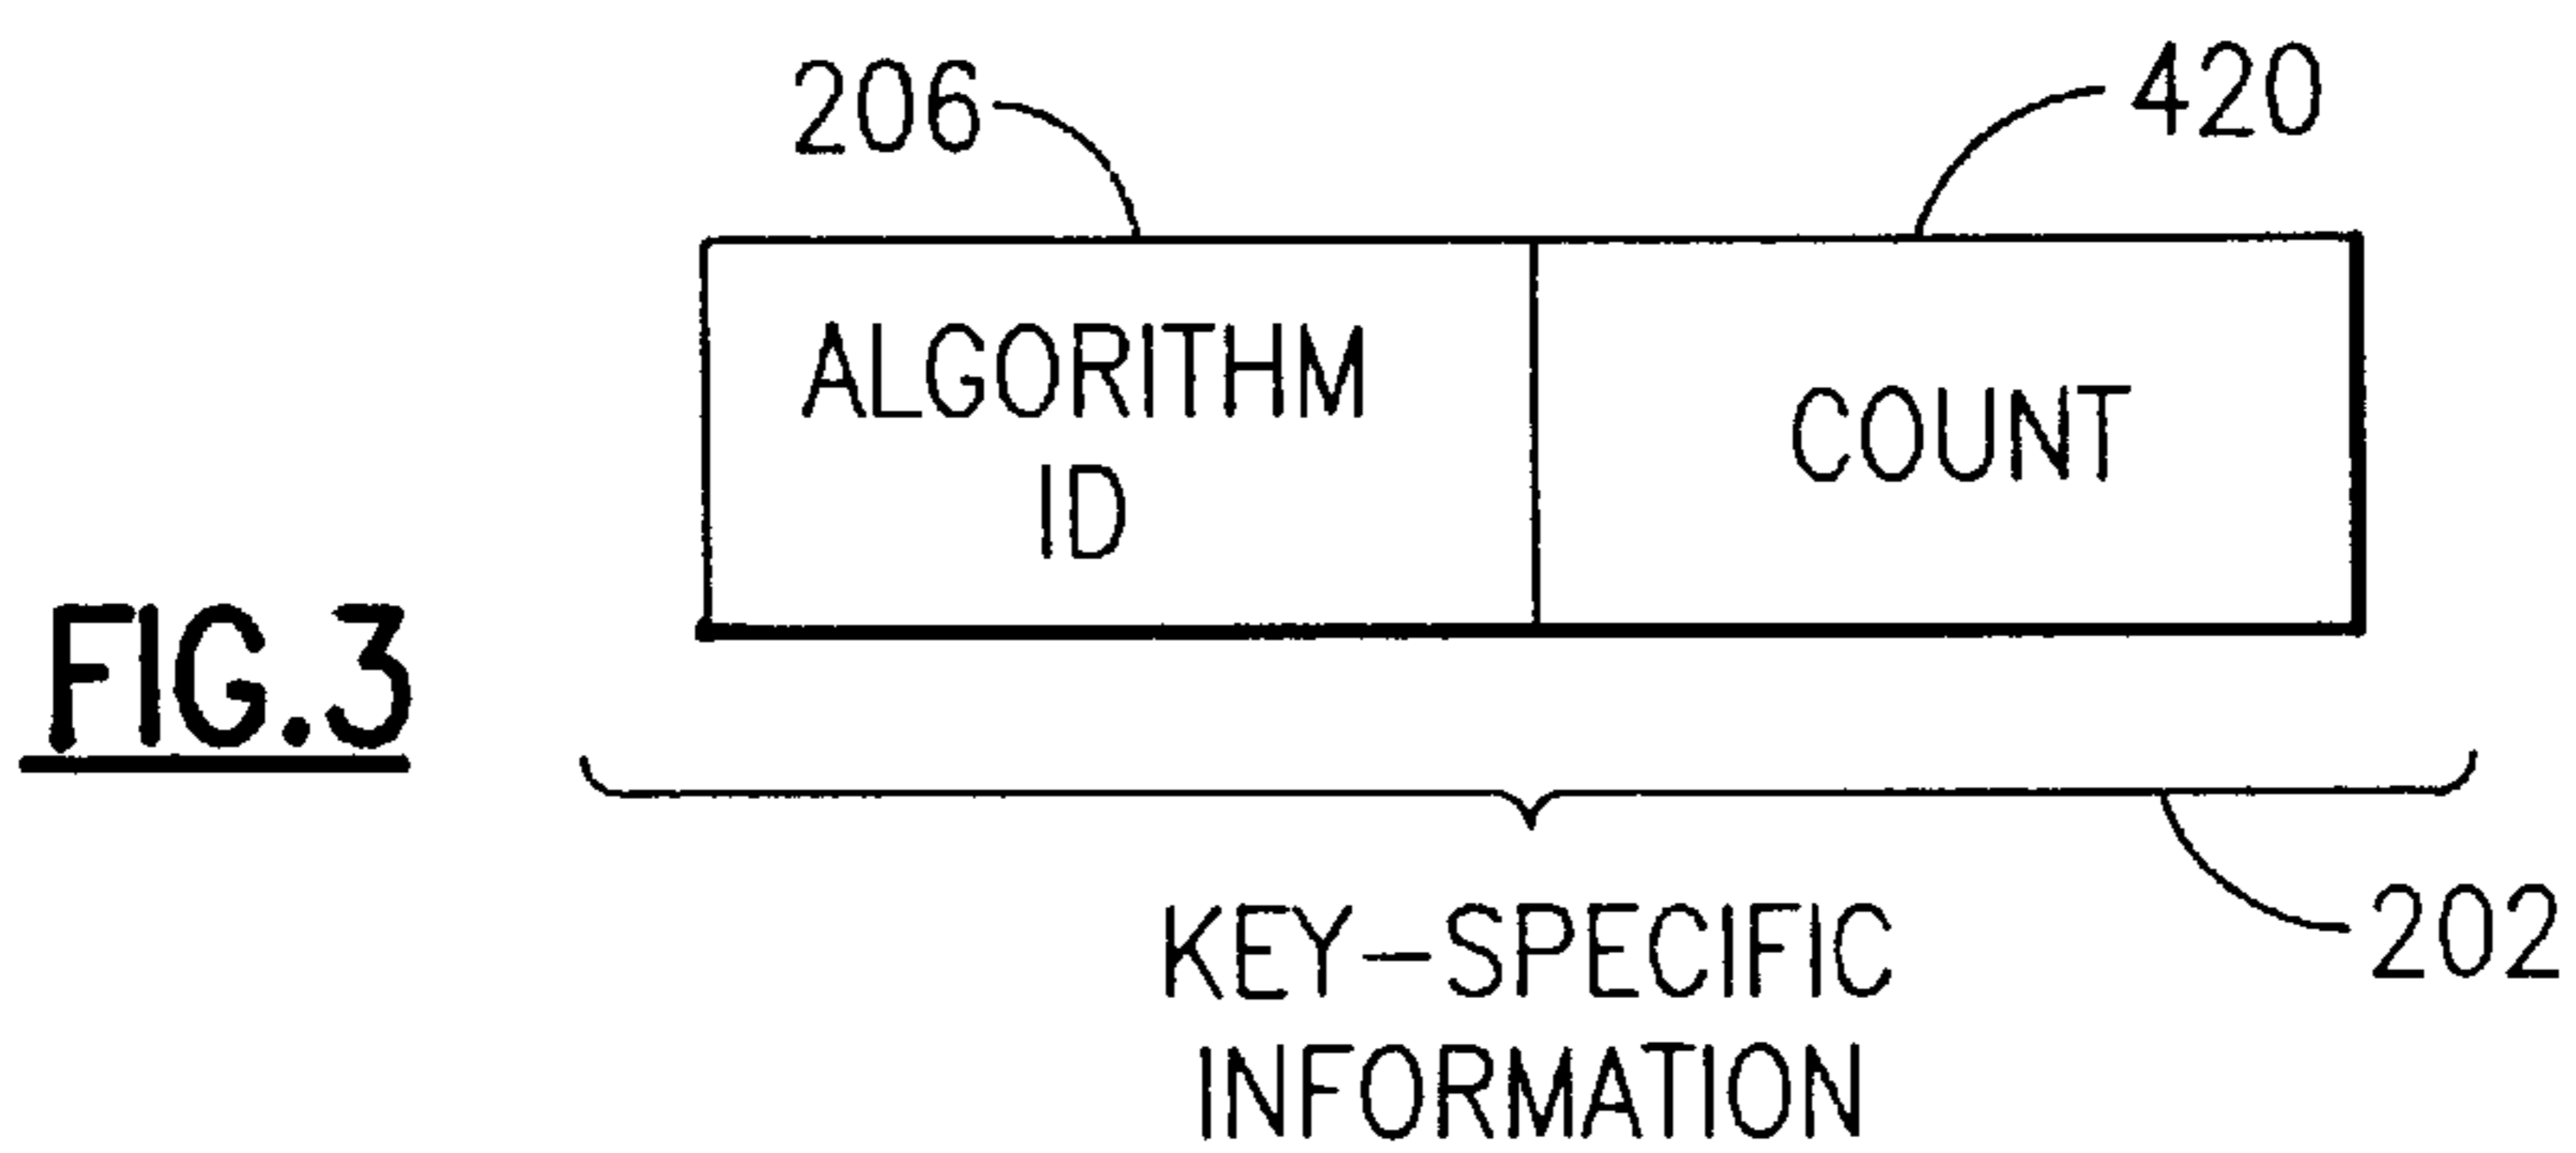 206
420
ALGORITHM
ID
COUNT
FIG.3
KEY-SPECIFIC
INFORMATION
202